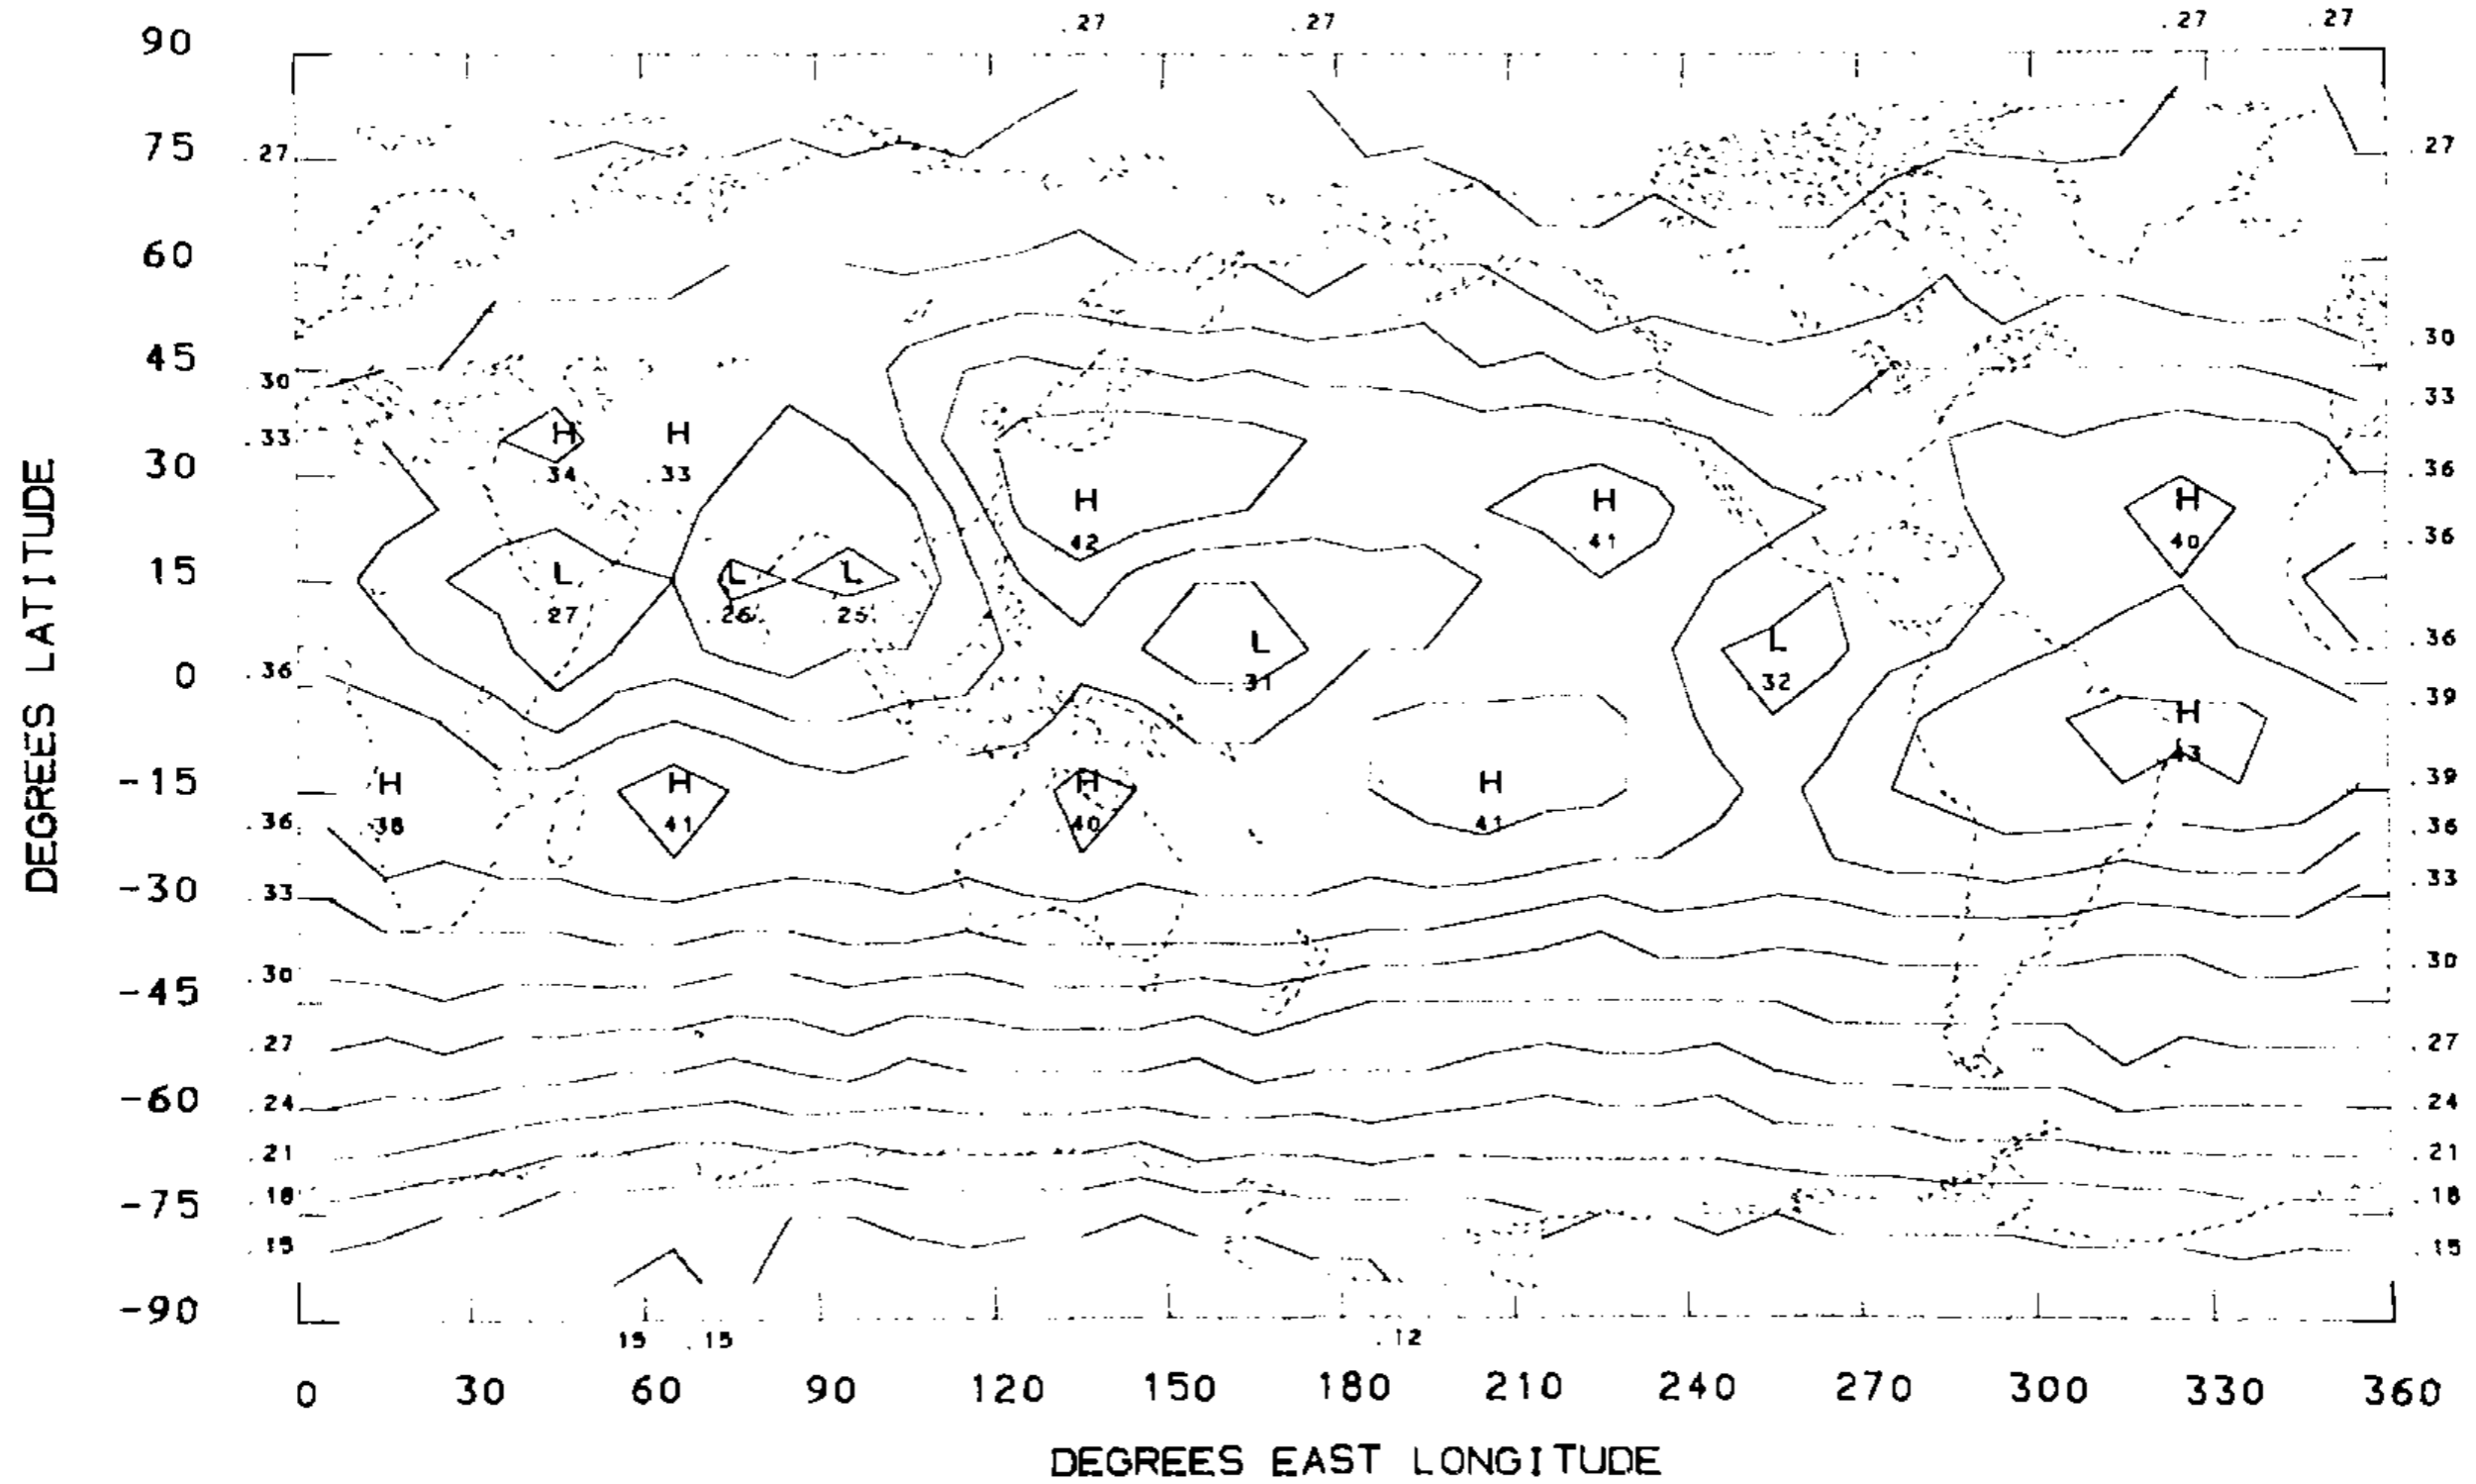 .27 .27 .27 .27
90
75 .27 .27
60
45 .30 .30
.33
.33 H H
30 .34 .33 .36
H H H
.42 .41 .40 .36
15 L L L
.27 .26 .25 L L .36
0 .36 .31 .32 .39
H
.43
-15 H H H H .39
.36 .38 .41 .40 .41 .36
-30 .33 .33
-45 .30 .30
.27 .27
-60 .24 .24
.21 .21
-75 .18 .18
.15 .15
-90
15 .15 .12
0 30 60 90 120 150 180 210 240 270 300 330 360
DEGREES EAST LONGITUDE
DEGREES LATITUDE